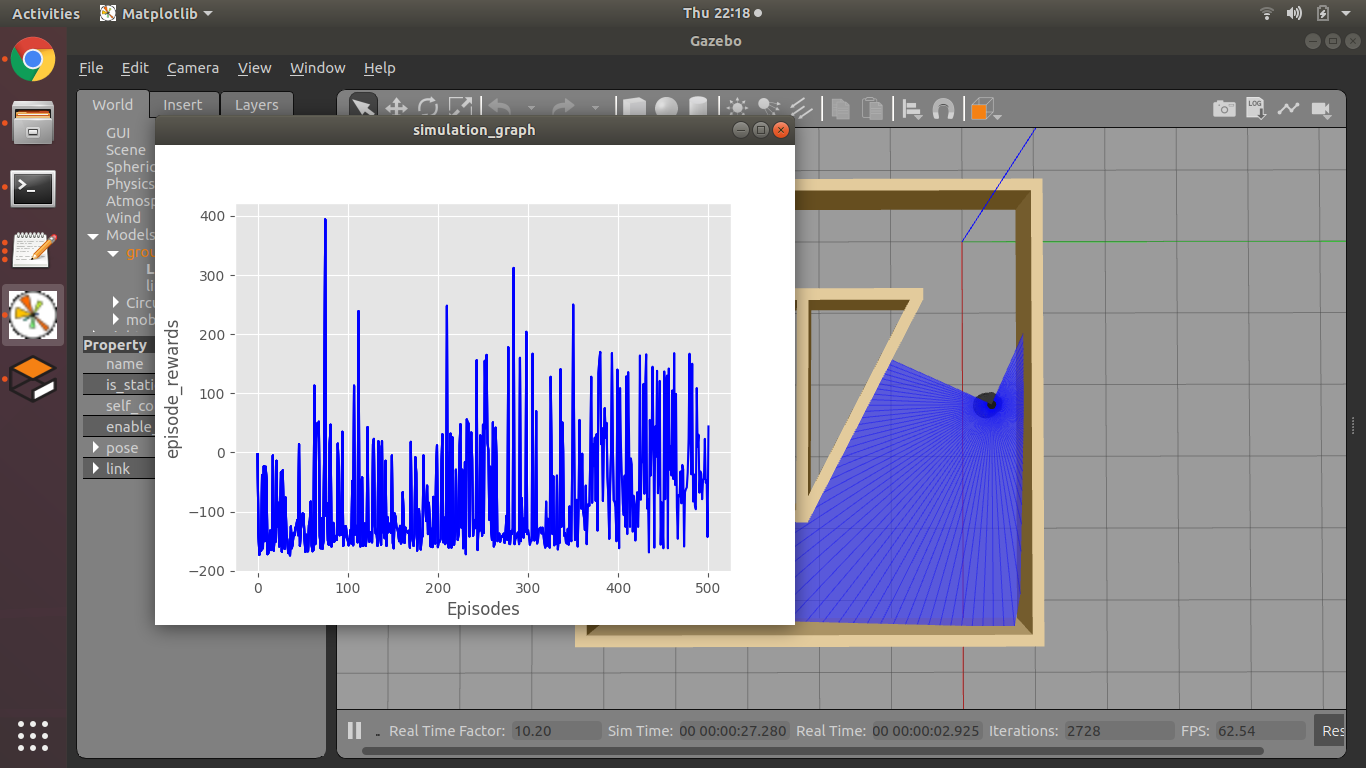 Activities Matplotlib Thu 22:18
Gazebo
File Edit Camera View Window Help
World Insert Layers
LOG
GUI
Scene
Spheric
Physics
Atmosp
Wind
Models
grou
L
li
Circu
mob
Property
name
is_stati
self_co
enable_
pose
link
simulation_graph
episode_rewards
400
300
200
100
0
−100
−200
0 100 200 300 400 500
Episodes
Real Time Factor: 10.20 Sim Time: 00 00:00:27.280 Real Time: 00 00:00:02.925 Iterations: 2728 FPS: 62.54 Res